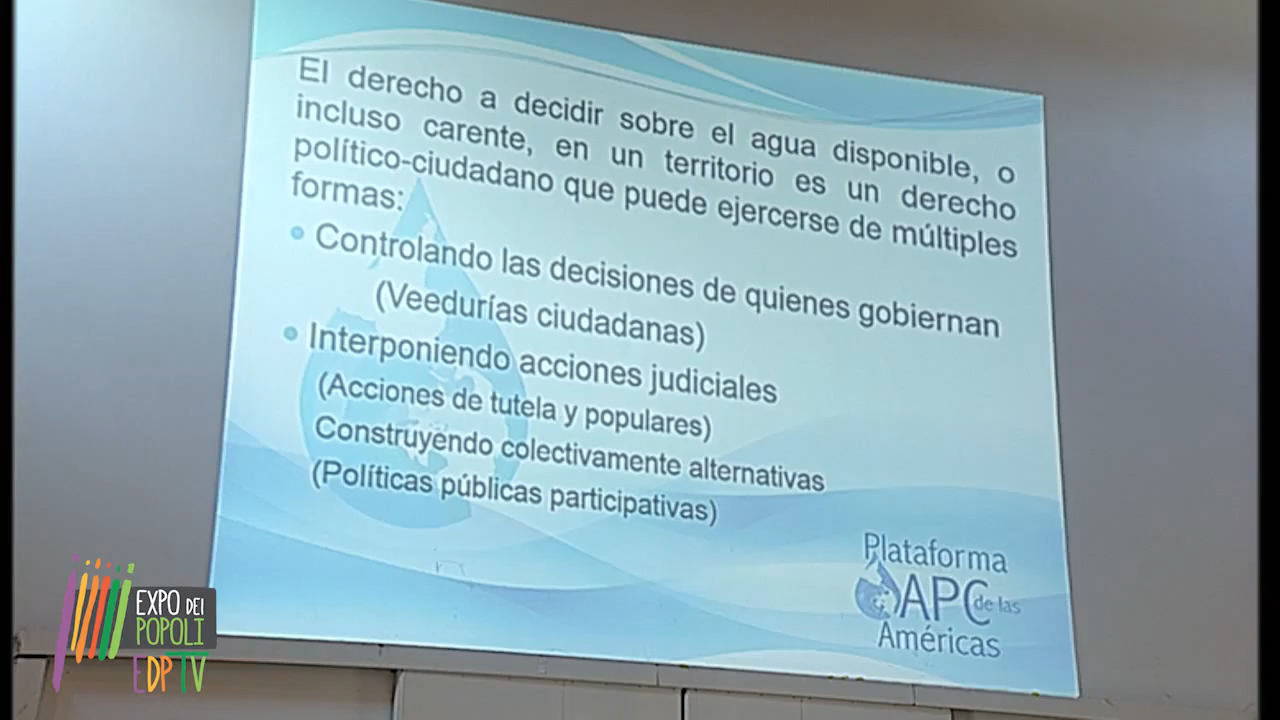 El derecho a decidir sobre el agua disponible, o
incluso carente, en un territorio es un derecho
político-ciudadano que puede ejercerse de múltiples
formas:
Controlando las decisiones de quienes gobiernan
(Veedurías ciudadanas)
Interponiendo acciones judiciales
(Acciones de tutela y populares)
Construyendo colectivamente alternativas
(Políticas públicas participativas)
Plataforma
APC de las
Américas
EXPO DEI
POPOLI
EDPTV